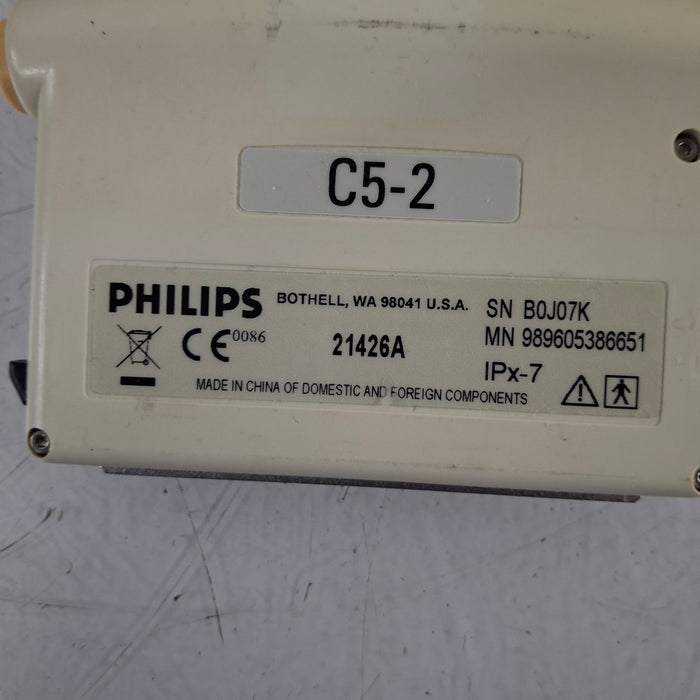 C5-2
PHILIPS BOTHELL, WA 98041 U.S.A. SN B0J07K
CE 0086 21426A MN 989605386651
IPx-7
MADE IN CHINA OF DOMESTIC AND FOREIGN COMPONENTS